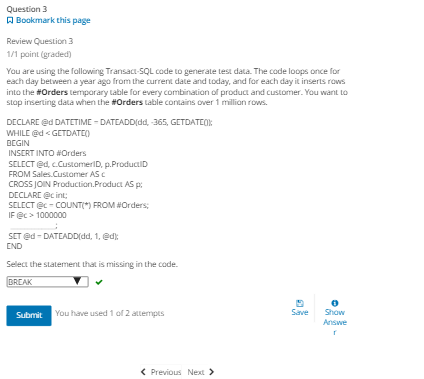 Question 3
Bookmark this page
Review Question 3
1/1 point (graded)
You are using the following Transact-SQL code to generate test data. The code loops once for
each day between a year ago from the current date and today, and for each day it inserts rows
into the #Orders temporary table for every combination of product and customer. You want to
stop inserting data when the #Orders table contains over 1 million rows.
DECLARE @d DATETIME = DATEADD(dd, -365, GETDATE());
WHILE @d < GETDATE()
BEGIN
INSERT INTO #Orders
SELECT @d, c.CustomerID, p.ProductID
FROM Sales.Customer AS c
CROSS JOIN Production.Product AS p;
DECLARE @c int;
SELECT @c = COUNT(*) FROM #Orders;
IF @c > 1000000
____________;
SET @d = DATEADD(dd, 1, @d);
END
Select the statement that is missing in the code.
BREAK
Submit You have used 1 of 2 attempts
Save
Show
Answe
r
Previous Next